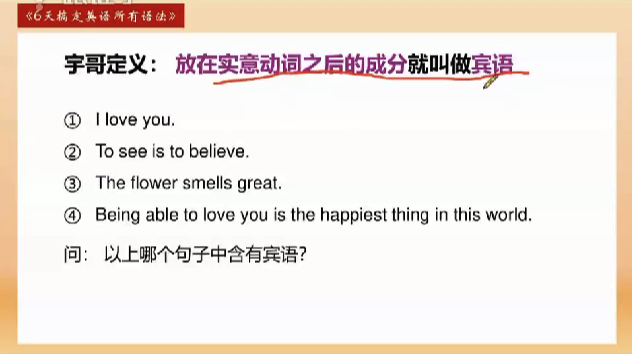 《6天搞定英语所有语法》
宇哥定义： 放在实意动词之后的成分就叫做宾语
① I love you.
② To see is to believe.
③ The flower smells great.
④ Being able to love you is the happiest thing in this world.
问： 以上哪个句子中含有宾语?